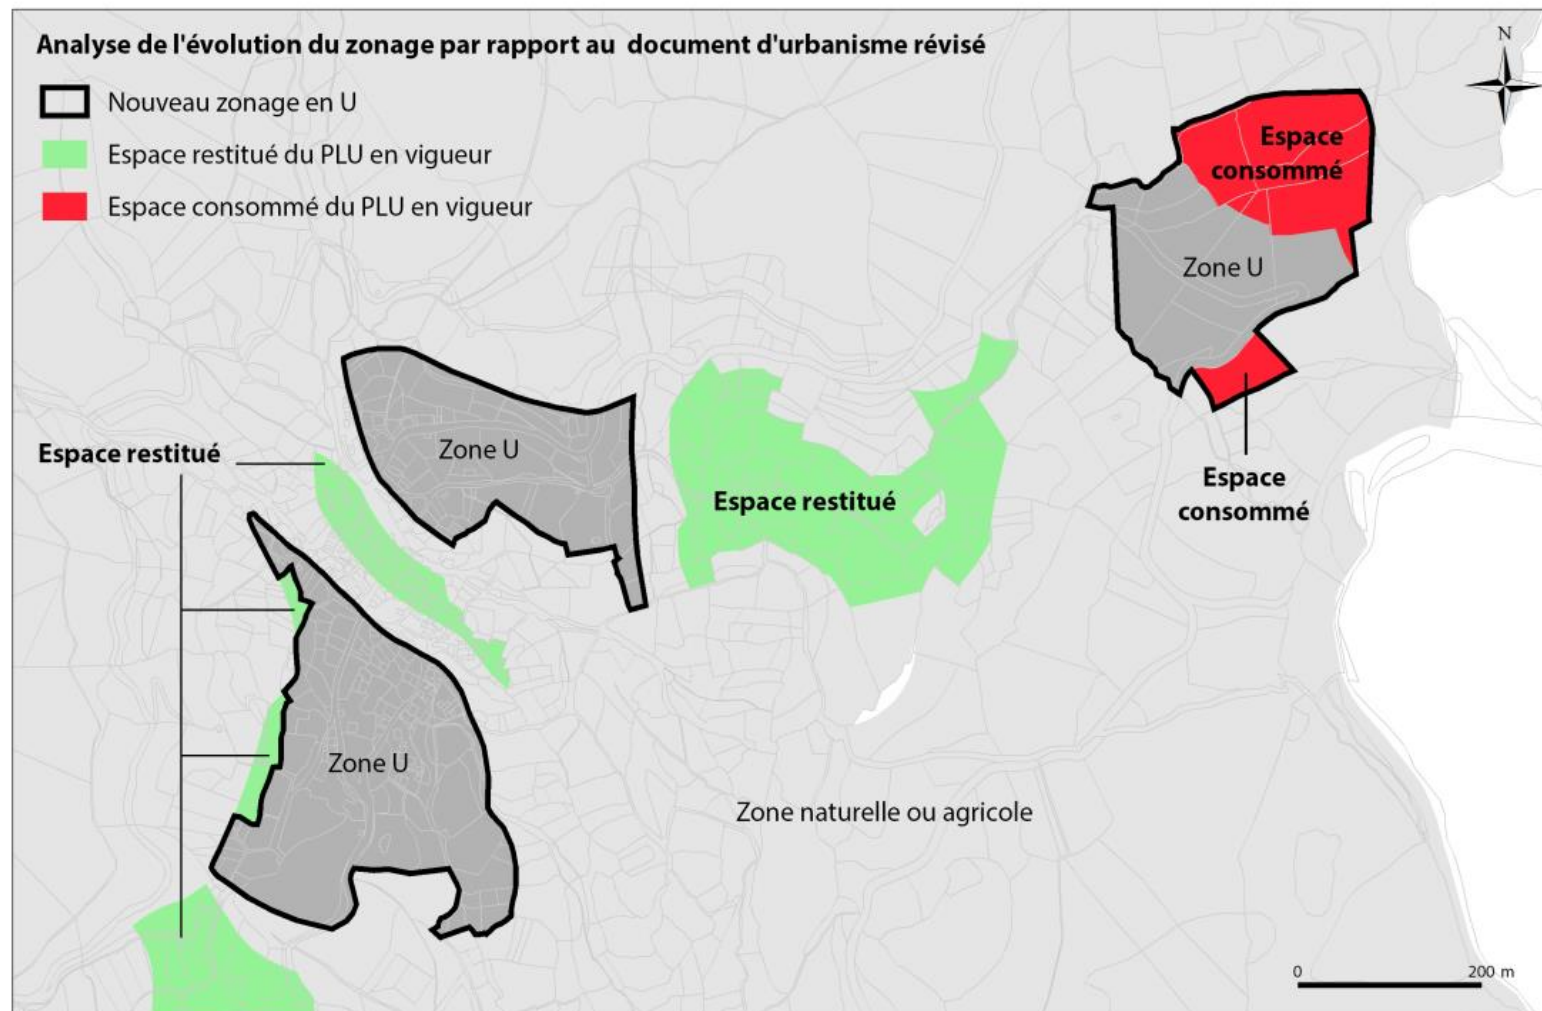 Analyse de l'évolution du zonage par rapport au document d'urbanisme révisé
Nouveau zonage en U
Espace restitué du PLU en vigueur
Espace consommé du PLU en vigueur
N
Espace
consommé
Zone U
Zone U
Espace restitué
Espace restitué
Espace
consommé
Zone U
Zone naturelle ou agricole
0 200 m